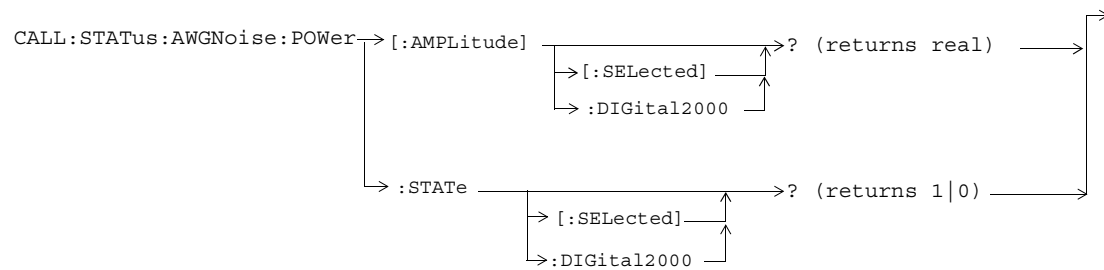 CALL:STATus:AWGNoise:POWer [:AMPLitude] ? (returns real)
[:SELected]
:DIGital2000
:STATe ? (returns 1|0)
[:SELected]
:DIGital2000